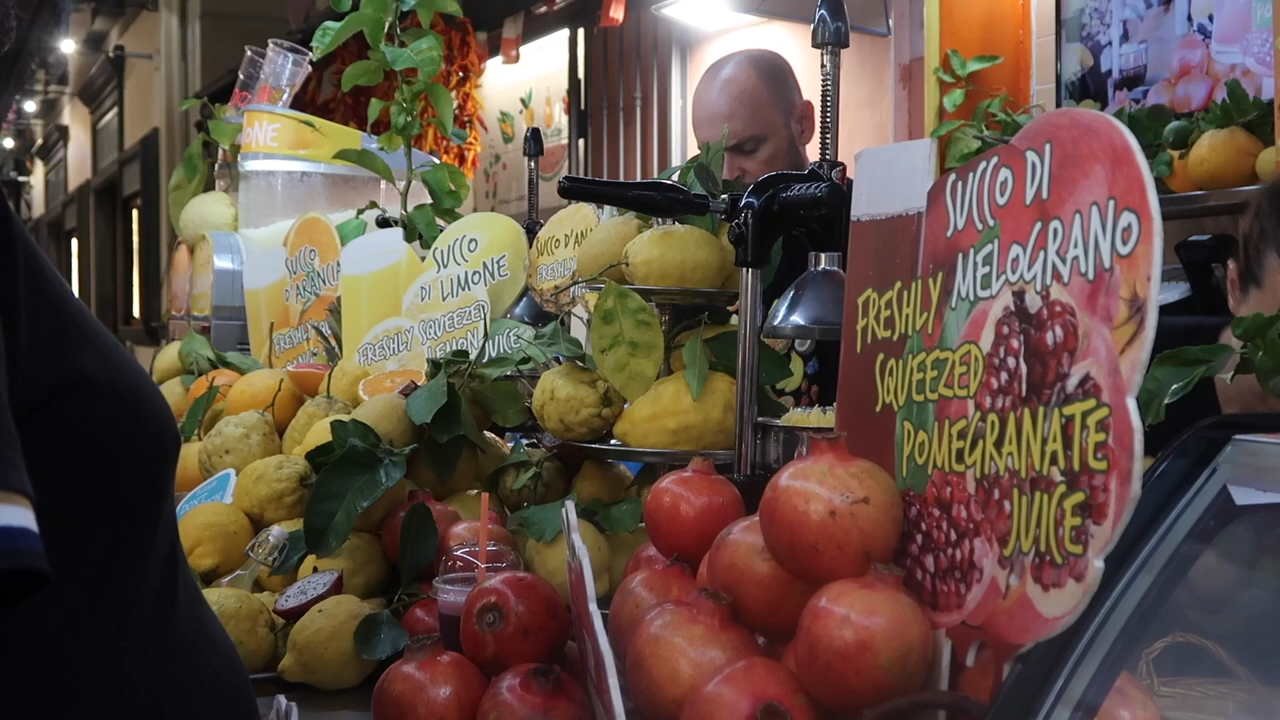 ONE
SUCCO
D'ARANCIA
SUCCO
DI LIMONE
FRESHLY SQUEEZED
LEMON JUICE
SUCCO D'AN
FRESHLY
SUCCO DI
MELOGRANO
FRESHLY
SQUEEZED
POMEGRANATE
JUICE